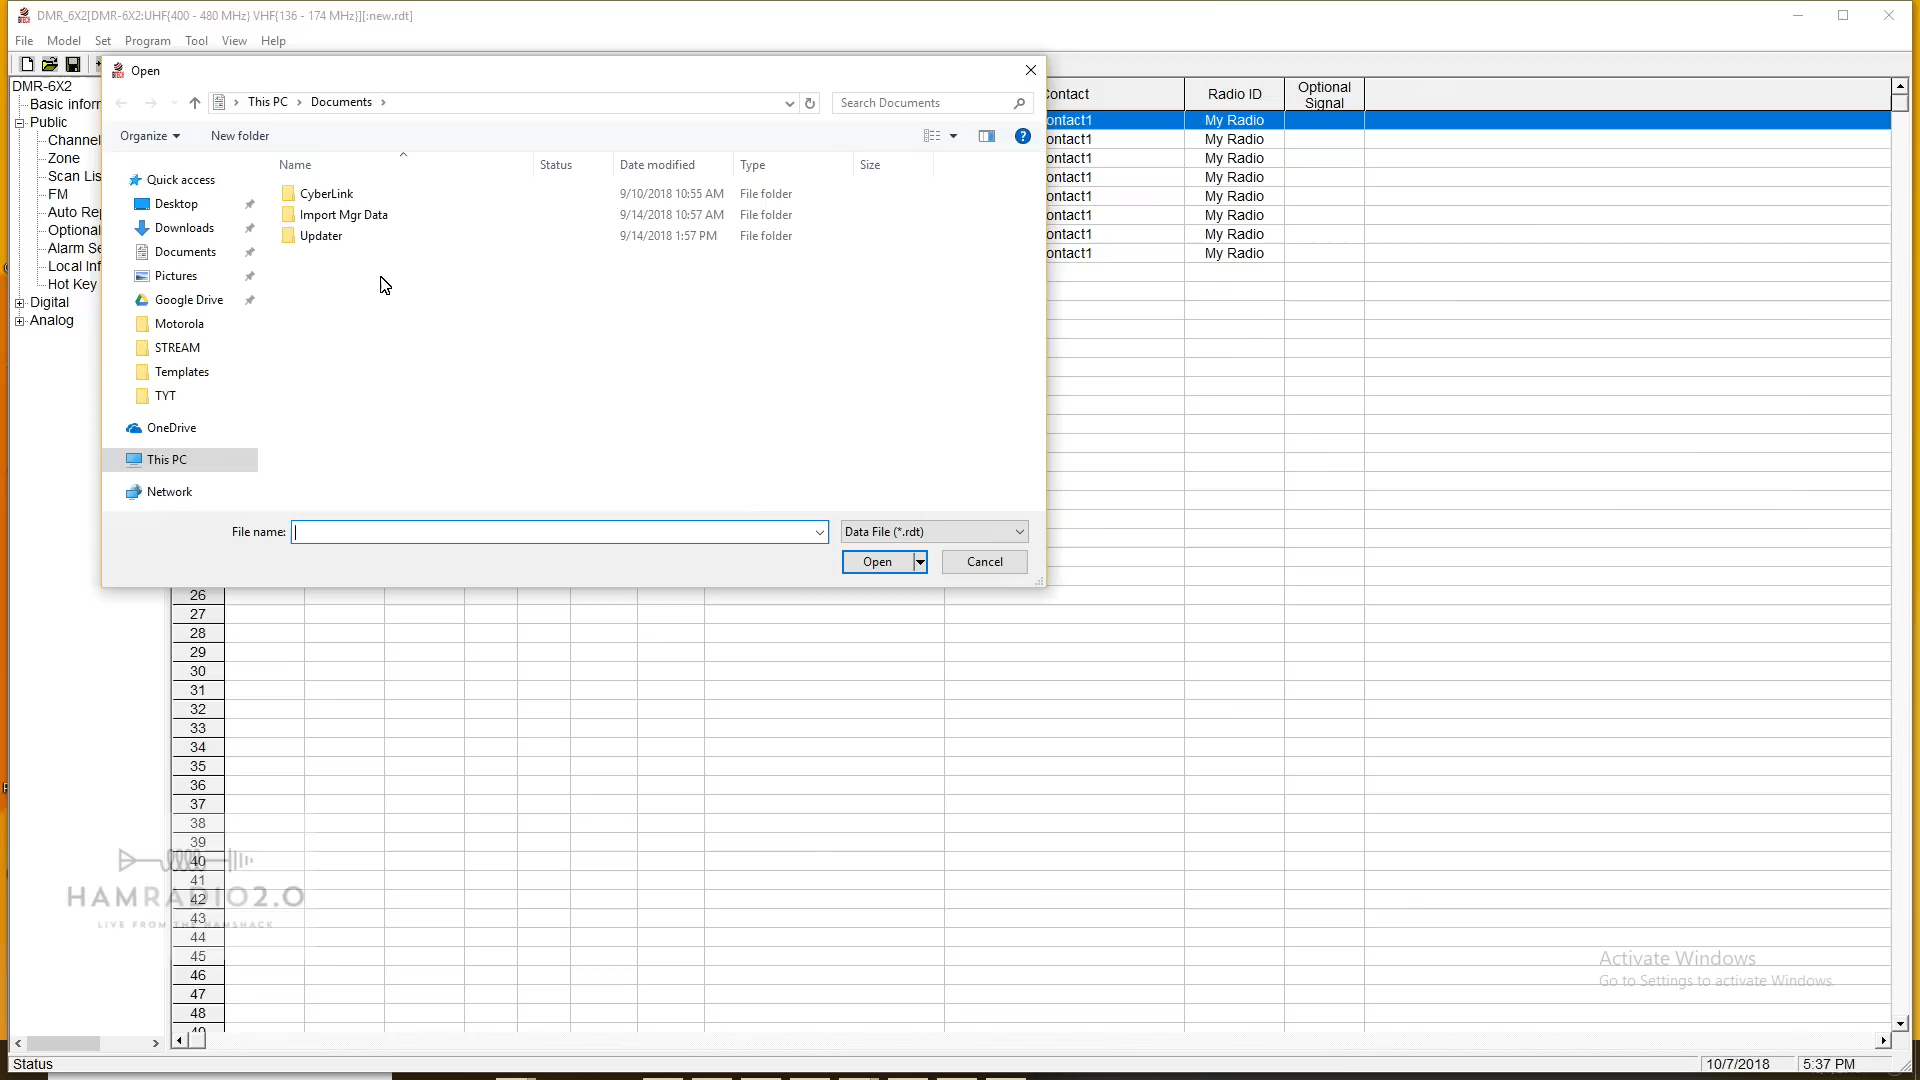 DMR_6X2[DMR-6X2:UHF{400 - 480 MHz} VHF{136 - 174 MHz}][:new.rdt]
File Model Set Program Tool View Help
Open
This PC > Documents >
Search Documents
Organize New folder
Name Status Date modified Type Size
CyberLink 9/10/2018 10:55 AM File folder
Import Mgr Data 9/14/2018 10:57 AM File folder
Updater 9/14/2018 1:57 PM File folder
Quick access
Desktop
Downloads
Documents
Pictures
Google Drive
Motorola
STREAM
Templates
TYT
OneDrive
This PC
Network
File name: Data File (*.rdt)
Open Cancel
DMR-6X2
Basic infor
Public
Channel
Zone
Scan Lis
FM
Auto Rep
Optional
Alarm Se
Local Inf
Hot Key
Digital
Analog
ontact Radio ID Optional Signal
ontact1 My Radio
ontact1 My Radio
ontact1 My Radio
ontact1 My Radio
ontact1 My Radio
ontact1 My Radio
ontact1 My Radio
ontact1 My Radio
26
27
28
29
30
31
32
33
34
35
36
37
38
39
40
41
42
43
44
45
46
47
48
49
HAMRADIO2.0
LIVE FROM THE HAMSHACK
Activate Windows
Go to Settings to activate Windows.
Status 10/7/2018 5:37 PM